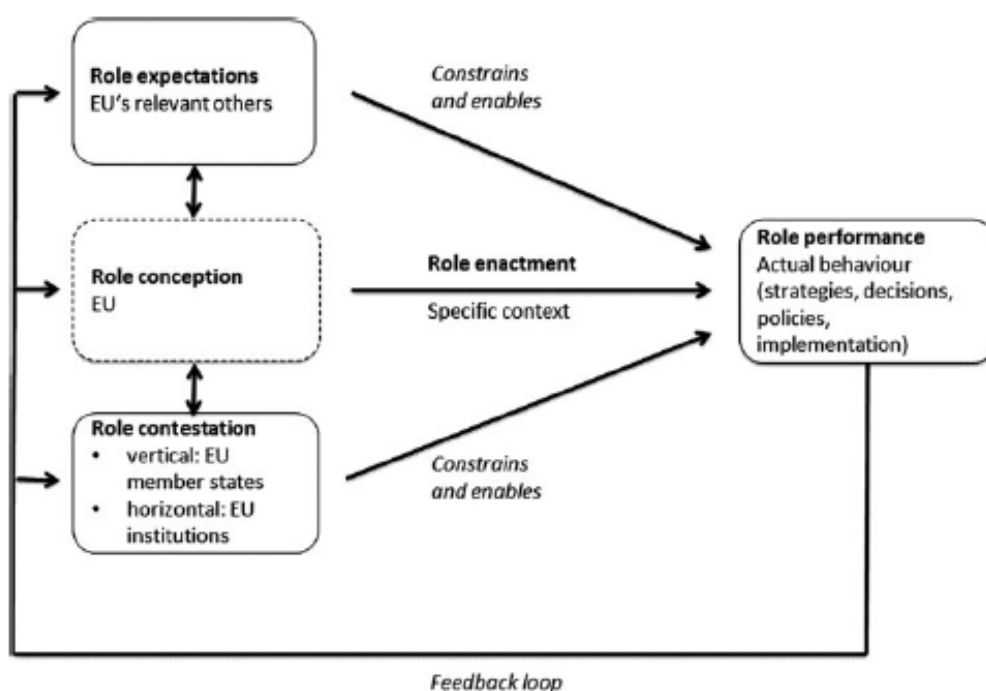 Role expectations
EU's relevant others
Constrains
and enables
Role conception
EU
Role enactment
Specific context
Role performance
Actual behaviour
(strategies, decisions,
policies,
implementation)
Role contestation
• vertical: EU
member states
• horizontal: EU
institutions
Constrains
and enables
Feedback loop